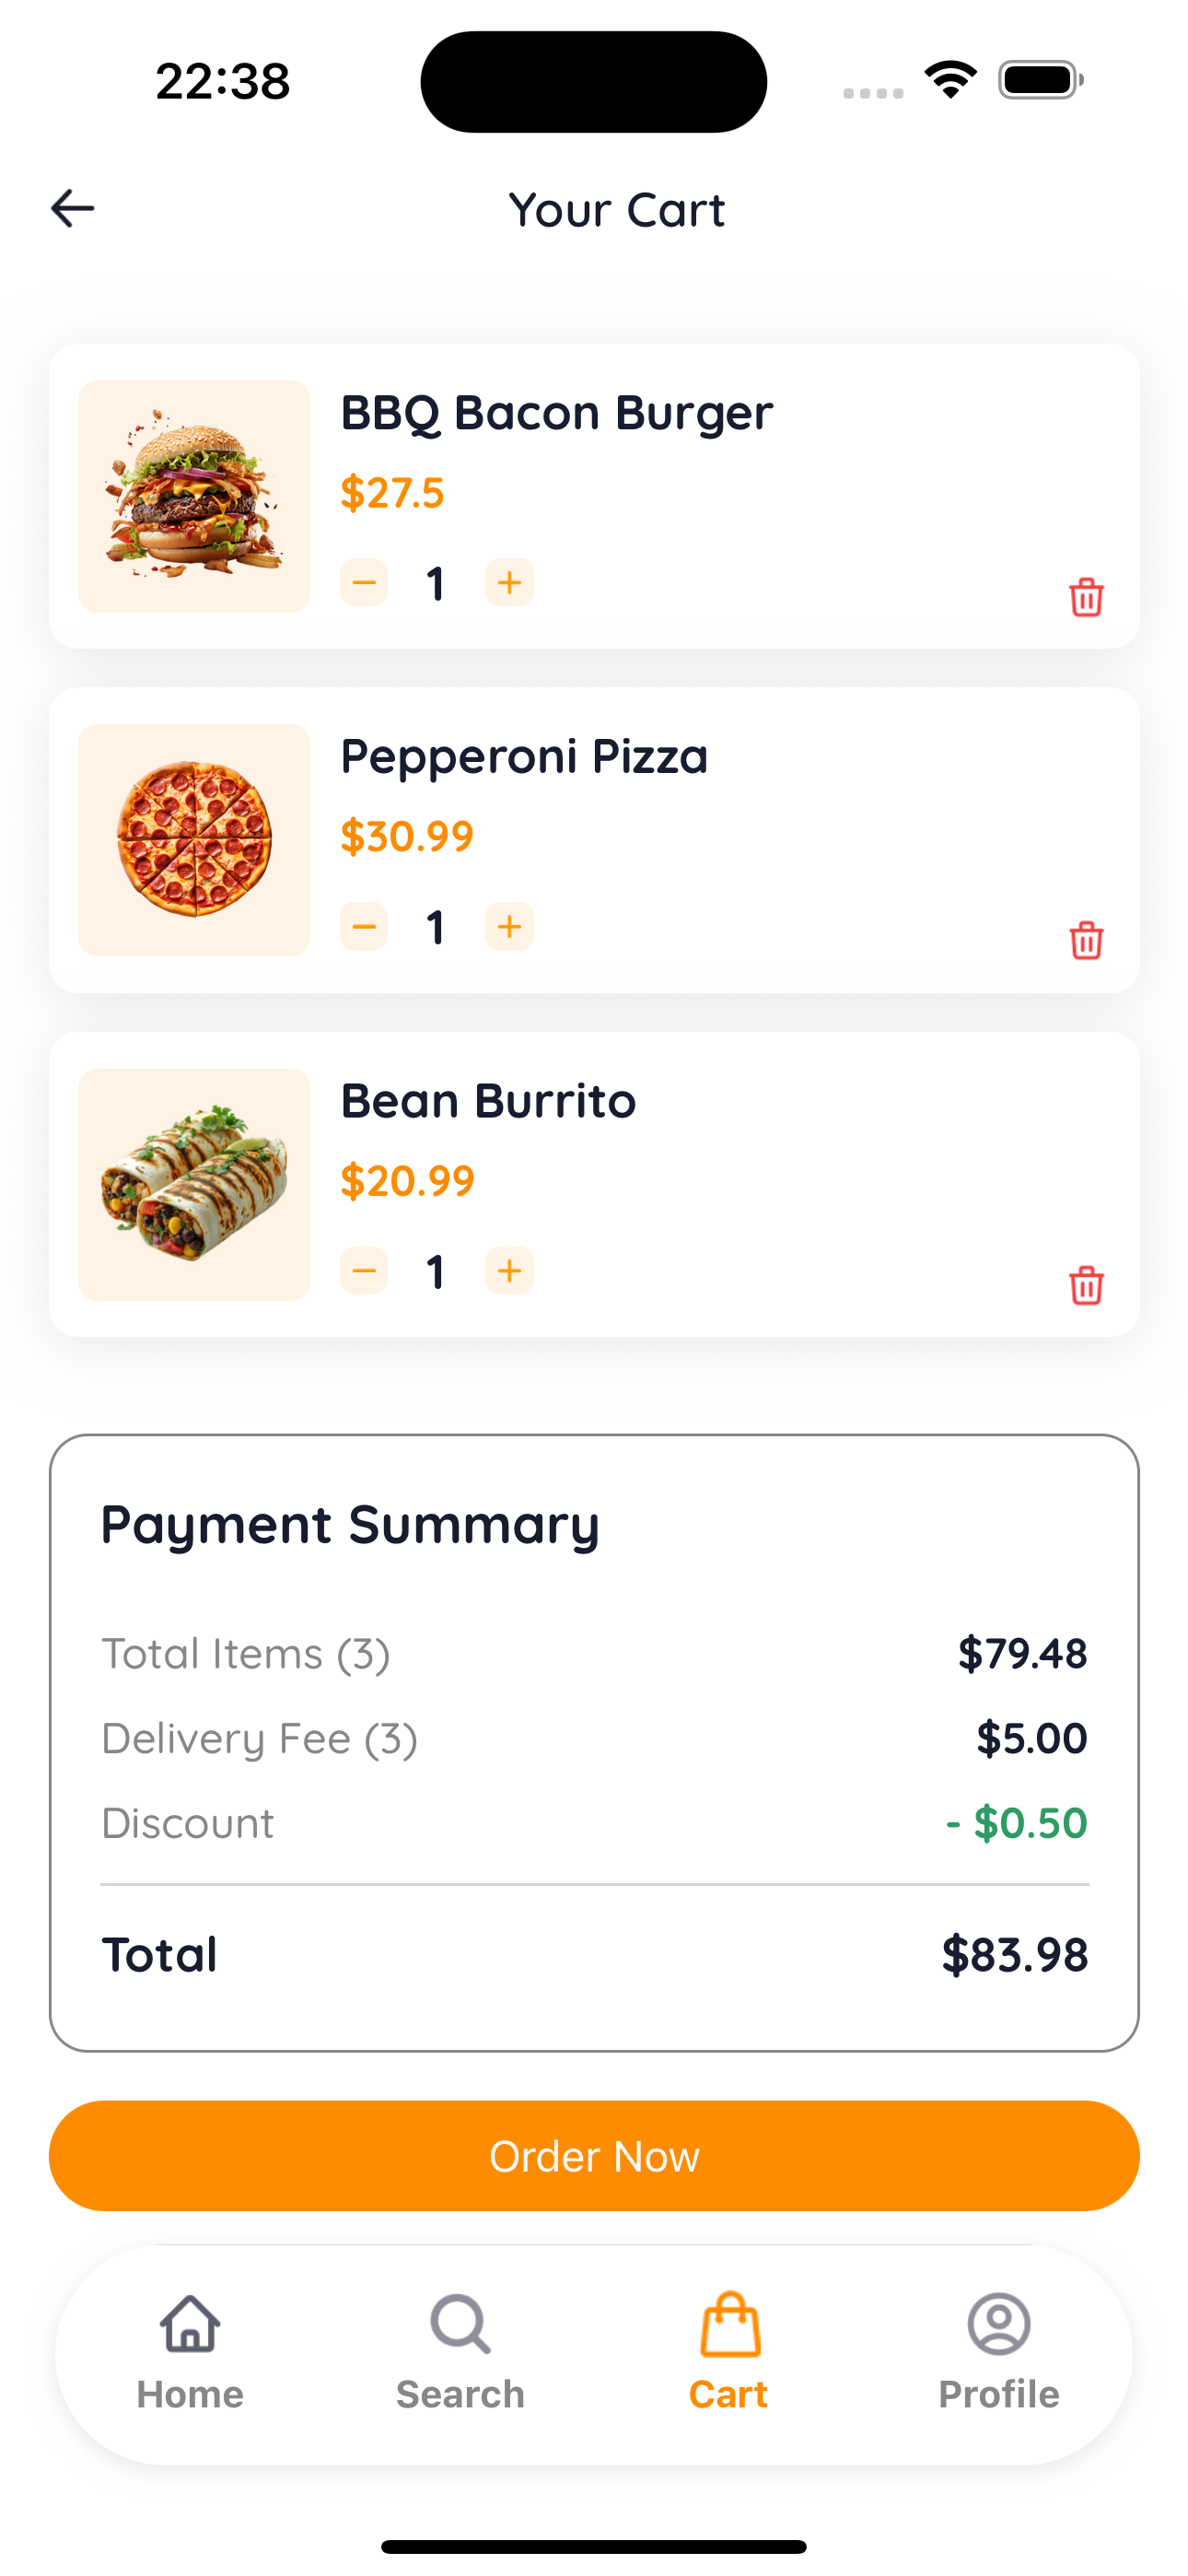 22:38
Your Cart
BBQ Bacon Burger
$27.5
1
Pepperoni Pizza
$30.99
1
Bean Burrito
$20.99
1
Payment Summary
Total Items (3) $79.48
Delivery Fee (3) $5.00
Discount - $0.50
Total $83.98
Order Now
Home Search Cart Profile